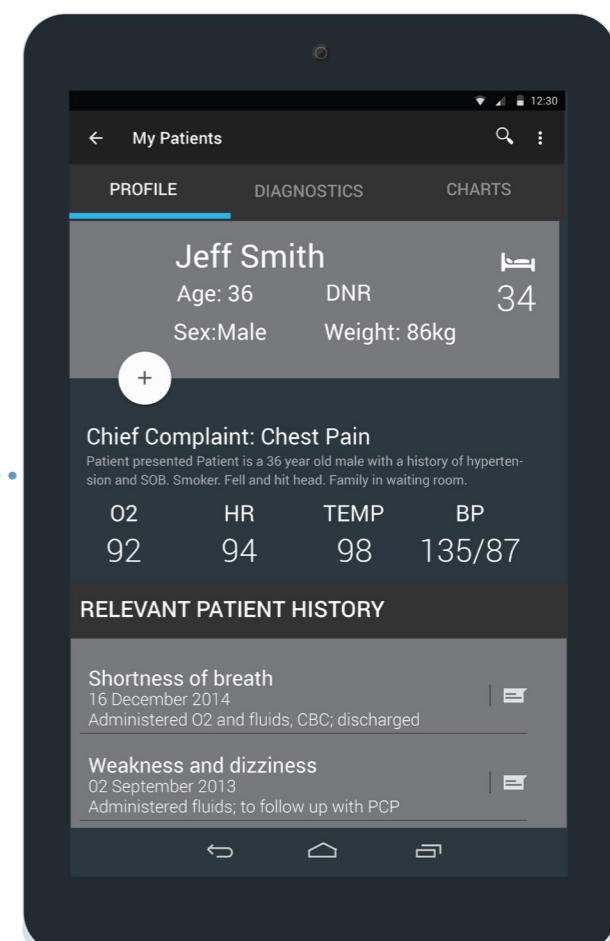 12:30
My Patients
PROFILE DIAGNOSTICS CHARTS
Jeff Smith
Age: 36 DNR 34
Sex:Male Weight: 86kg
+
Chief Complaint: Chest Pain
Patient presented Patient is a 36 year old male with a history of hyperten-
sion and SOB. Smoker. Fell and hit head. Family in waiting room.
O2 HR TEMP BP
92 94 98 135/87
RELEVANT PATIENT HISTORY
Shortness of breath
16 December 2014
Administered O2 and fluids, CBC; discharged
Weakness and dizziness
02 September 2013
Administered fluids; to follow up with PCP